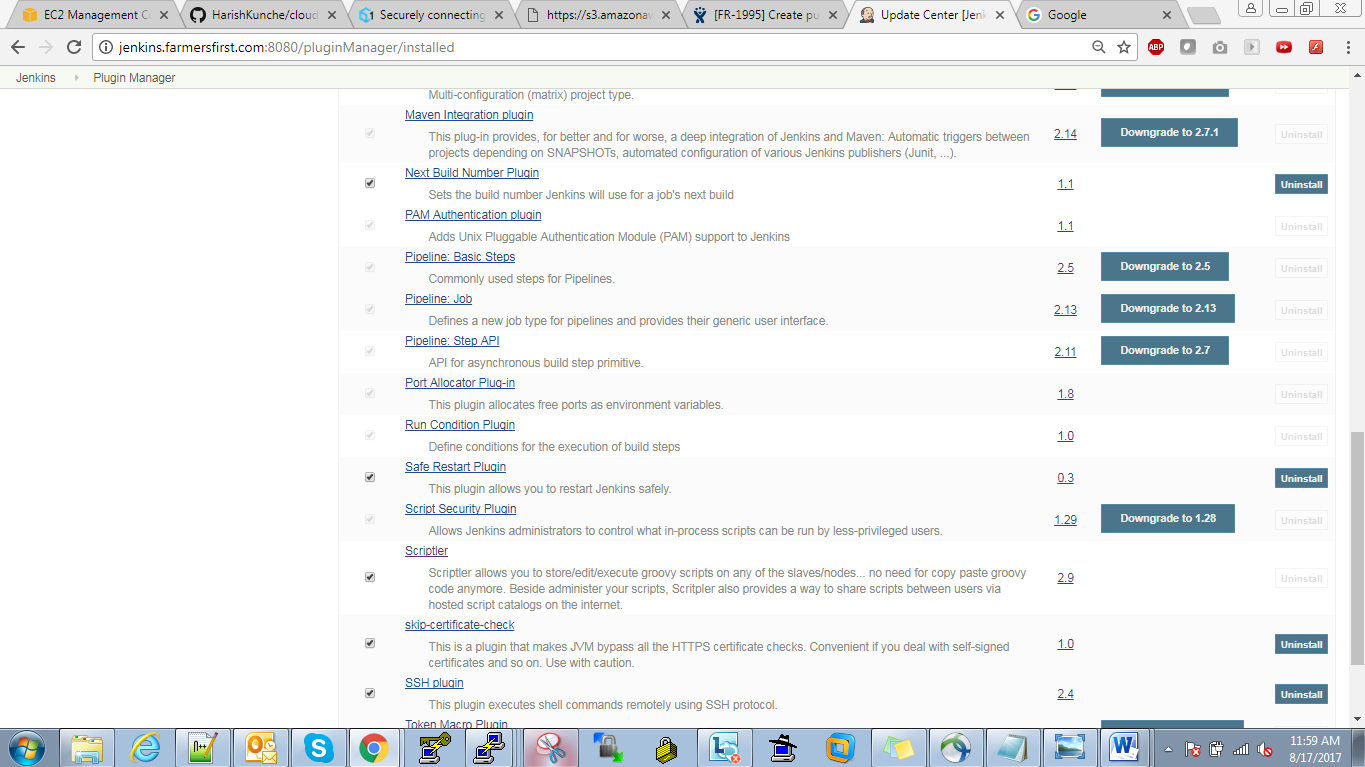 EC2 Management C
HarishKunche/cloud
Securely connecting
https://s3.amazonaw
[FR-1995] Create pu
Update Center [Jenk
Google
jenkins.farmersfirst.com:8080/pluginManager/installed
ABP
Jenkins
Plugin Manager
Multi-configuration (matrix) project type.
Maven Integration plugin
This plug-in provides, for better and for worse, a deep integration of Jenkins and Maven: Automatic triggers between
projects depending on SNAPSHOTs, automated configuration of various Jenkins publishers (Junit, ...).
2.14
Downgrade to 2.7.1
Uninstall
Next Build Number Plugin
Sets the build number Jenkins will use for a job's next build
1.1
Uninstall
PAM Authentication plugin
Adds Unix Pluggable Authentication Module (PAM) support to Jenkins
1.1
Uninstall
Pipeline: Basic Steps
Commonly used steps for Pipelines.
2.5
Downgrade to 2.5
Uninstall
Pipeline: Job
Defines a new job type for pipelines and provides their generic user interface.
2.13
Downgrade to 2.13
Uninstall
Pipeline: Step API
API for asynchronous build step primitive.
2.11
Downgrade to 2.7
Uninstall
Port Allocator Plug-in
This plugin allocates free ports as environment variables.
1.8
Uninstall
Run Condition Plugin
Define conditions for the execution of build steps
1.0
Uninstall
Safe Restart Plugin
This plugin allows you to restart Jenkins safely.
0.3
Uninstall
Script Security Plugin
Allows Jenkins administrators to control what in-process scripts can be run by less-privileged users.
1.29
Downgrade to 1.28
Uninstall
Scriptler
Scriptler allows you to store/edit/execute groovy scripts on any of the slaves/nodes... no need for copy paste groovy
code anymore. Beside administer your scripts, Scritpler also provides a way to share scripts between users via
hosted script catalogs on the internet.
2.9
Uninstall
skip-certificate-check
This is a plugin that makes JVM bypass all the HTTPS certificate checks. Convenient if you deal with self-signed
certificates and so on. Use with caution.
1.0
Uninstall
SSH plugin
This plugin executes shell commands remotely using SSH protocol.
2.4
Uninstall
Token Macro Plugin
11:59 AM
8/17/2017